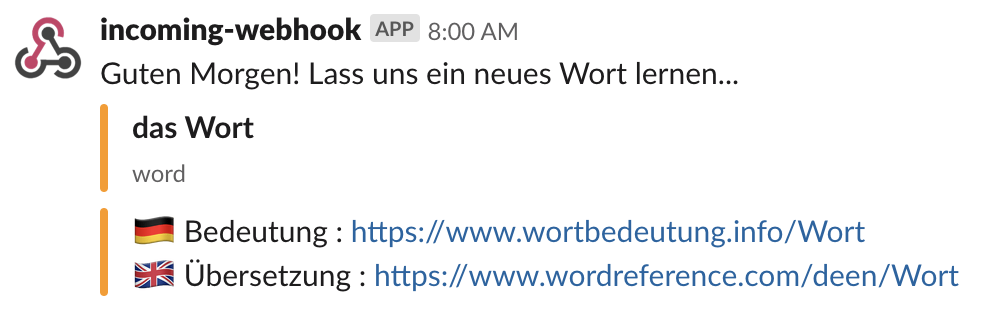 incoming-webhook APP 8:00 AM
Guten Morgen! Lass uns ein neues Wort lernen...
das Wort
word
🇩🇪 Bedeutung : https://www.wortbedeutung.info/Wort
🇬🇧 Übersetzung : https://www.wordreference.com/deen/Wort